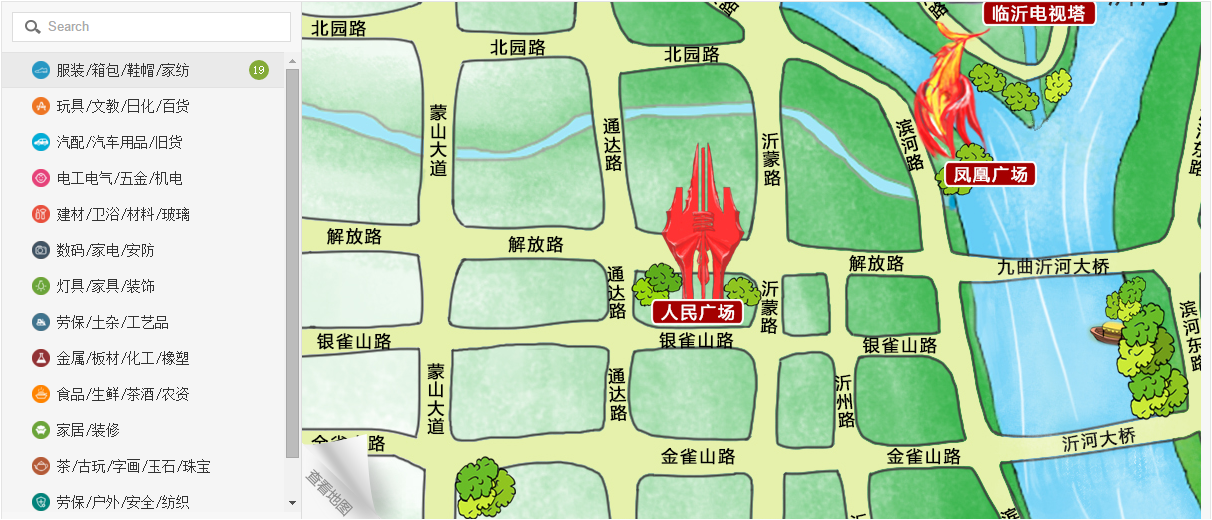 Search
服装/箱包/鞋帽/家纺
19
玩具/文教/日化/百货
汽配/汽车用品/旧货
电工电气/五金/机电
建材/卫浴/材料/玻璃
数码/家电/安防
灯具/家具/装饰
劳保/土杂/工艺品
金属/板材/化工/橡塑
食品/生鲜/茶酒/农资
家居/装修
茶/古玩/字画/玉石/珠宝
劳保/户外/安全/纺织
临沂电视塔
北园路
北园路
北园路
蒙山大道
通达路
沂蒙路
滨河路
凤凰广场
解放路
解放路
解放路
九曲沂河大桥
通达路
沂蒙路
人民广场
滨河东路
银雀山路
银雀山路
银雀山路
蒙山大道
通达路
沂州路
沂河大桥
金雀山路
金雀山路
查看地图